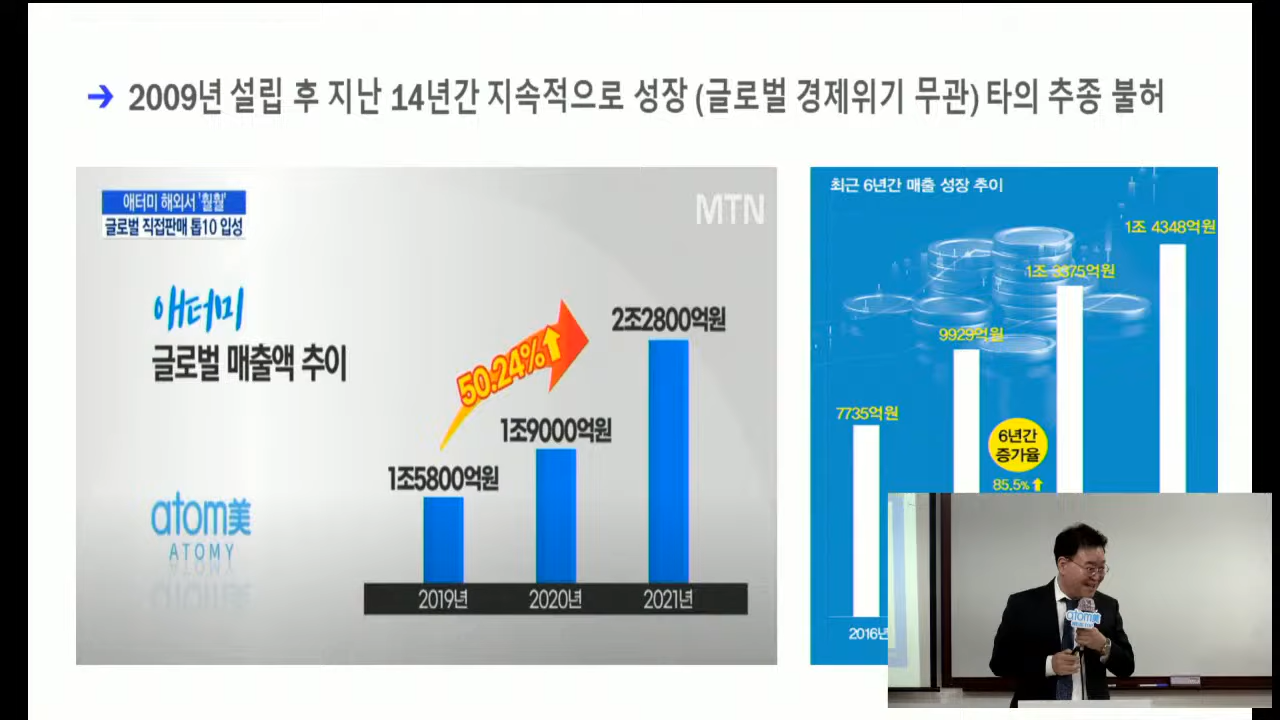 → 2009년 설립 후 지난 14년간 지속적으로 성장 (글로벌 경제위기 무관) 타의 추종 불허
애터미 해외서 '훨훨'
글로벌 직접판매 톱10 입성
MTN
애터미
글로벌 매출액 추이
50.24%
2조2800억원
1조9000억원
1조5800억원
atom美
ATOMY
2019년
2020년
2021년
최근 6년간 매출 성장 추이
1조 4348억원
1조 3375억원
9929억원
7735억원
6년간
증가율
85.5%
2016년
atom美